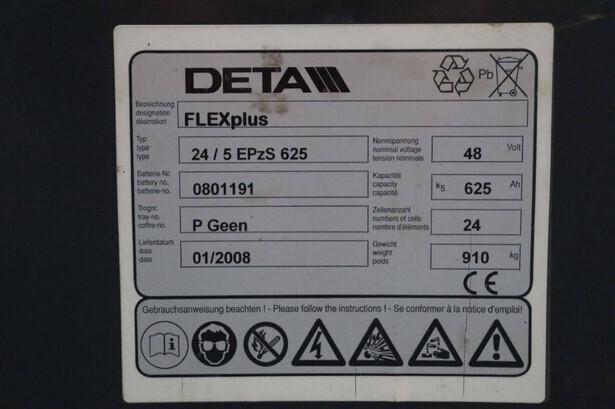 DETA
Pb
Bezeichnung
designation
désination
FLEXplus
Typ
type
type
24 / 5 EPzS 625
Nennspannung
nominial voltage
tension nominale
48
Volt
Batterie-Nr.
battery no.
batterie-no.
0801191
Kapazität
capacity
capacité
K5
625
Ah
Trognr.
tray-no.
coffre-no.
P Geen
Zellenanzahl
numbers of cells
nombre d'éléments
24
Lieferdatum
date
date
01/2008
Gewicht
weight
poids
910
kg
CE
Gebrauchsanweisung beachten ! - Please follow the instructions ! - Se conformer à la notice d'emploi!
i